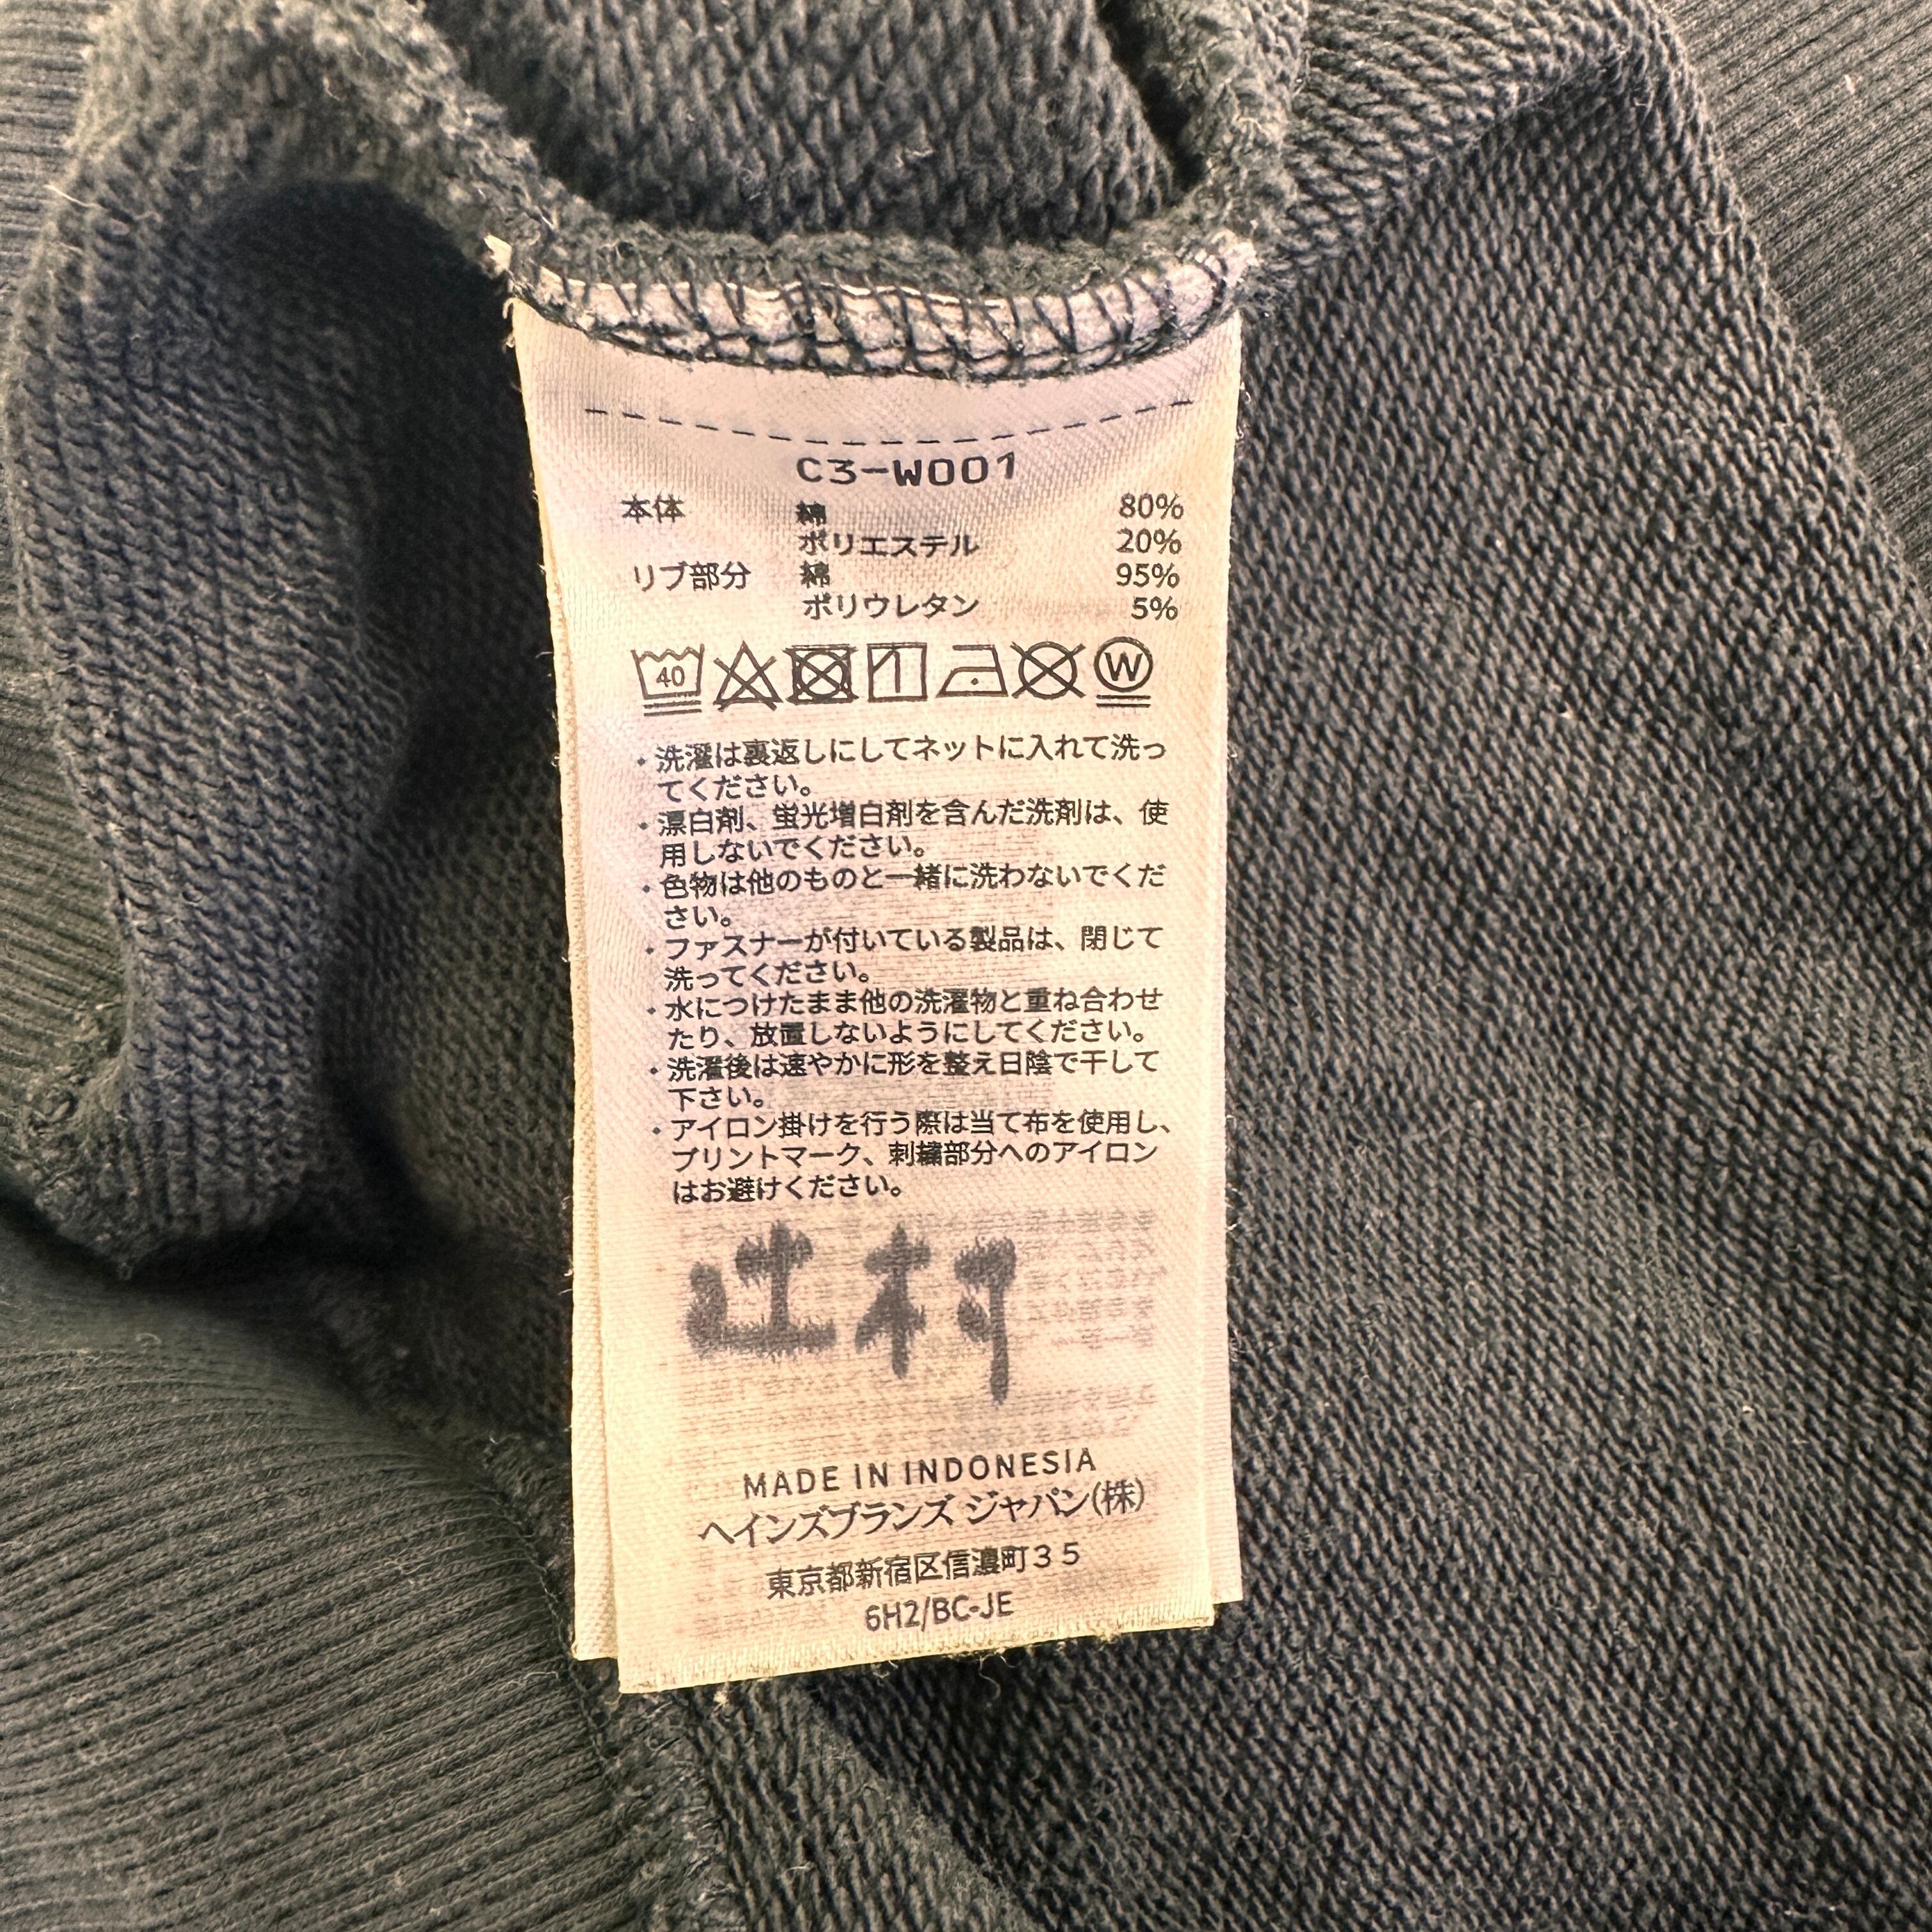 C3-W001
本体 綿 80%
ポリエステル 20%
リブ部分 綿 95%
ポリウレタン 5%
40 W
・洗濯は裏返しにしてネットに入れて洗っ
てください。
・漂白剤、蛍光増白剤を含んだ洗剤は、使
用しないでください。
・色物は他のものと一緒に洗わないでくだ
さい。
・ファスナーが付いている製品は、閉じて
洗ってください。
・水につけたまま他の洗濯物と重ね合わせ
たり、放置しないようにしてください。
・洗濯後は速やかに形を整え日陰で干して
下さい。
・アイロン掛けを行う際は当て布を使用し、
プリントマーク、刺繍部分へのアイロン
はお避けください。
辻村
MADE IN INDONESIA
ヘインズブランズ ジャパン(株)
東京都新宿区信濃町35
6H2/BC-JE